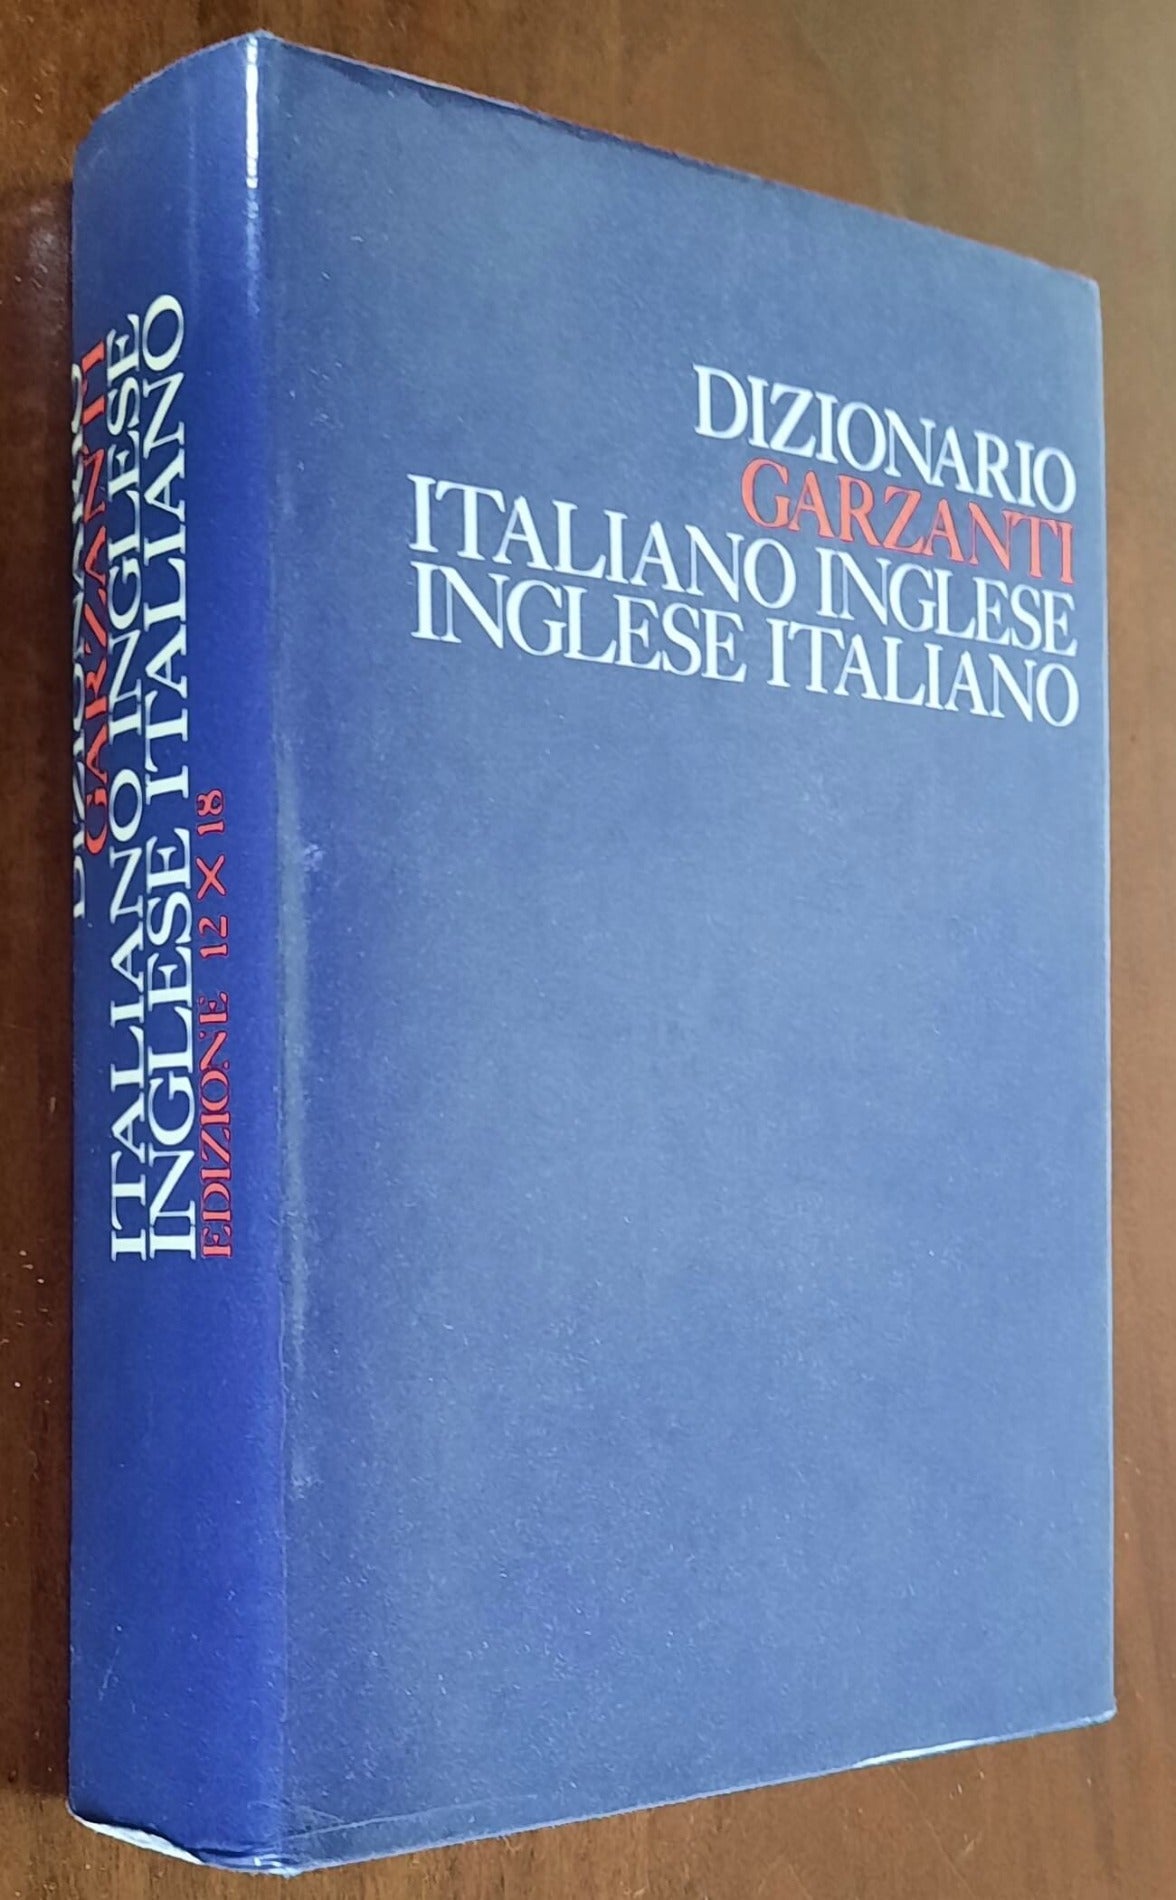 DIZIONARIO
GARZANTI
ITALIANO INGLESE
INGLESE ITALIANO
DIZIONARIO
GARZANTI
ITALIANO INGLESE
INGLESE ITALIANO
EDIZIONE 12 X 18